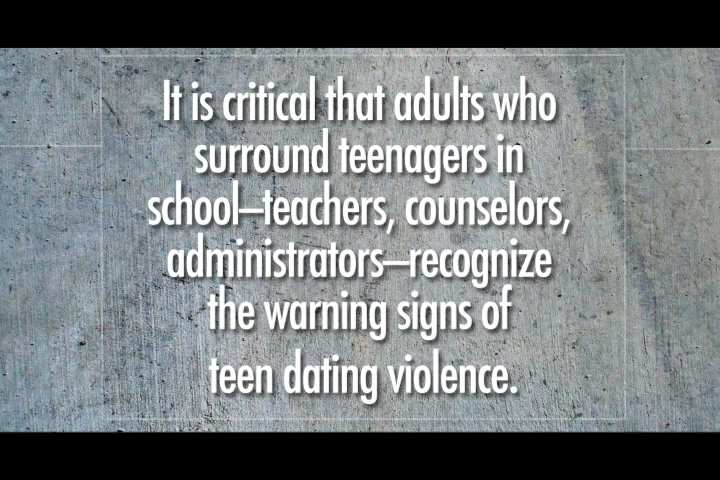 It is critical that adults who
surround teenagers in
school–teachers, counselors,
administrators–recognize
the warning signs of
teen dating violence.